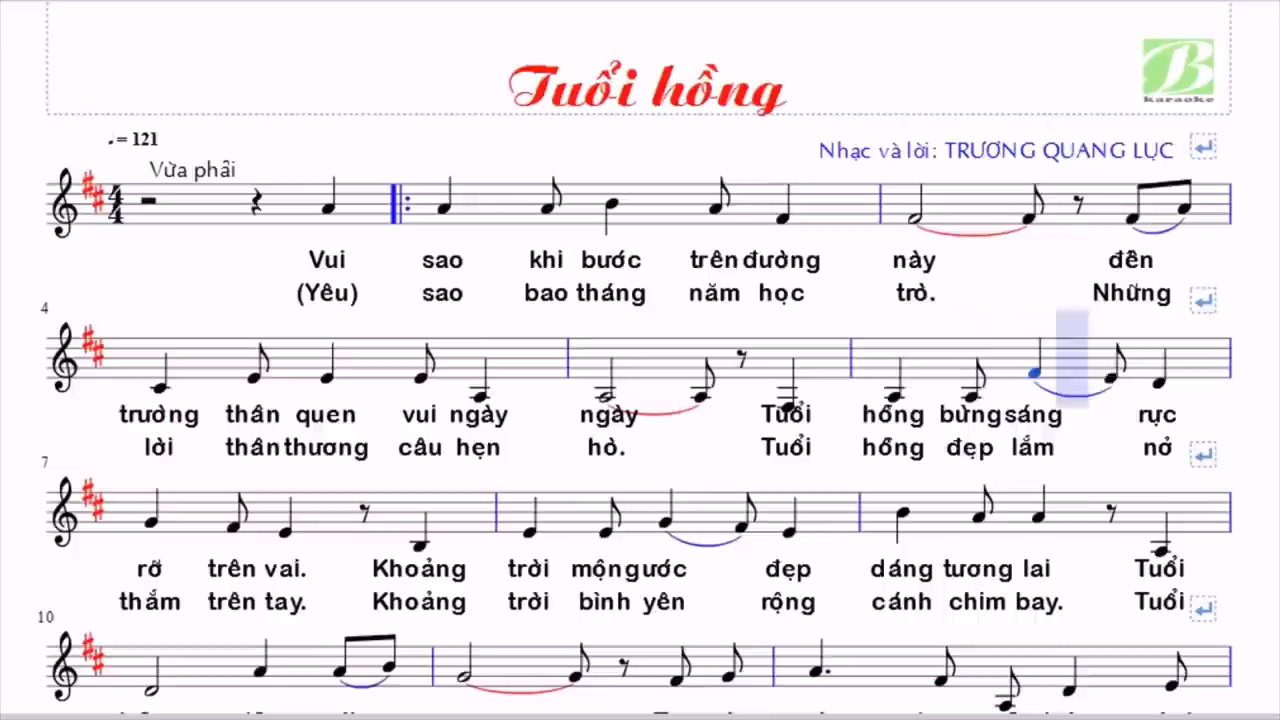 Tuổi hồng
B
karaoke
♩ = 121
Vừa phải
Nhạc và lời: TRƯƠNG QUANG LỤC
4
4
Vui sao khi bước trên đường này đến
(Yêu) sao bao tháng năm học trò. Những
4
trường thân quen vui ngày ngày Tuổi hồng bừng sáng rực
lời thân thương câu hẹn hò. Tuổi hồng đẹp lắm nở
7
rỡ trên vai. Khoảng trời mộng ước đẹp dáng tương lai Tuổi
thắm trên tay. Khoảng trời bình yên rộng cánh chim bay. Tuổi
10